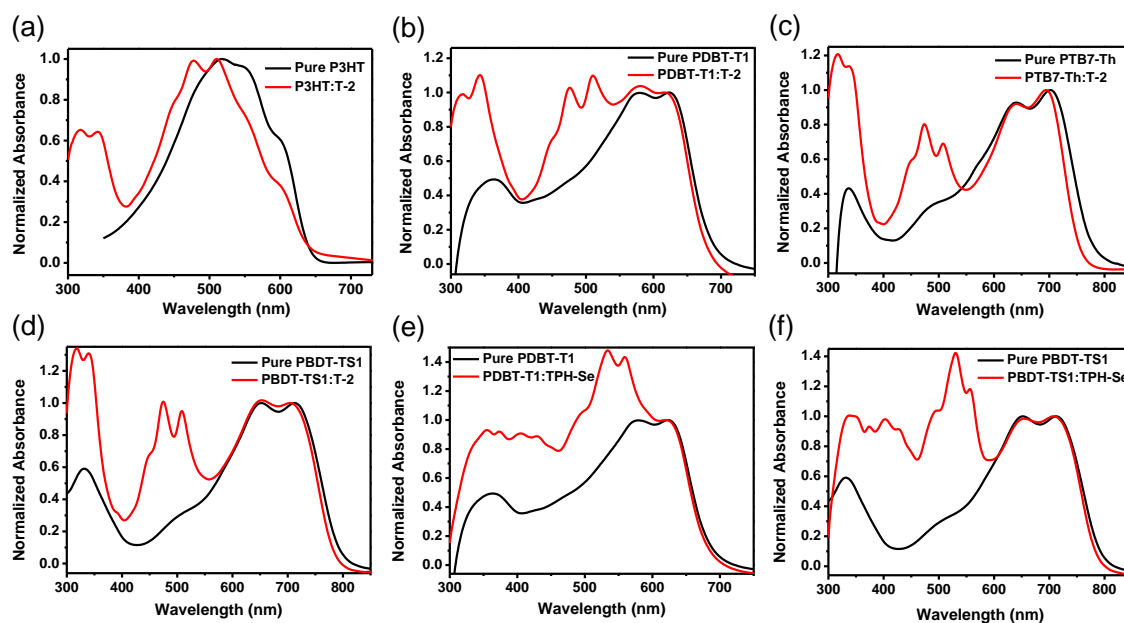 (a)
Pure P3HT
P3HT:T-2
Normalized Absorbance
1.0
0.8
0.6
0.4
0.2
0.0
300 400 500 600 700
Wavelength (nm)
(b)
Pure PDBT-T1
PDBT-T1:T-2
Normalized Absorbance
1.2
1.0
0.8
0.6
0.4
0.2
0.0
300 400 500 600 700
Wavelength (nm)
(c)
Pure PTB7-Th
PTB7-Th:T-2
Normalized Absorbance
1.2
1.0
0.8
0.6
0.4
0.2
0.0
300 400 500 600 700 800
Wavelength (nm)
(d)
Pure PBDT-TS1
PBDT-TS1:T-2
Normalized Absorbance
1.2
1.0
0.8
0.6
0.4
0.2
0.0
300 400 500 600 700 800
Wavelength (nm)
(e)
Pure PDBT-T1
PDBT-T1:TPH-Se
Normalized Absorbance
1.4
1.2
1.0
0.8
0.6
0.4
0.2
0.0
300 400 500 600 700
Wavelength (nm)
(f)
Pure PBDT-TS1
PBDT-TS1:TPH-Se
Normalized Absorbance
1.4
1.2
1.0
0.8
0.6
0.4
0.2
0.0
300 400 500 600 700 800
Wavelength (nm)